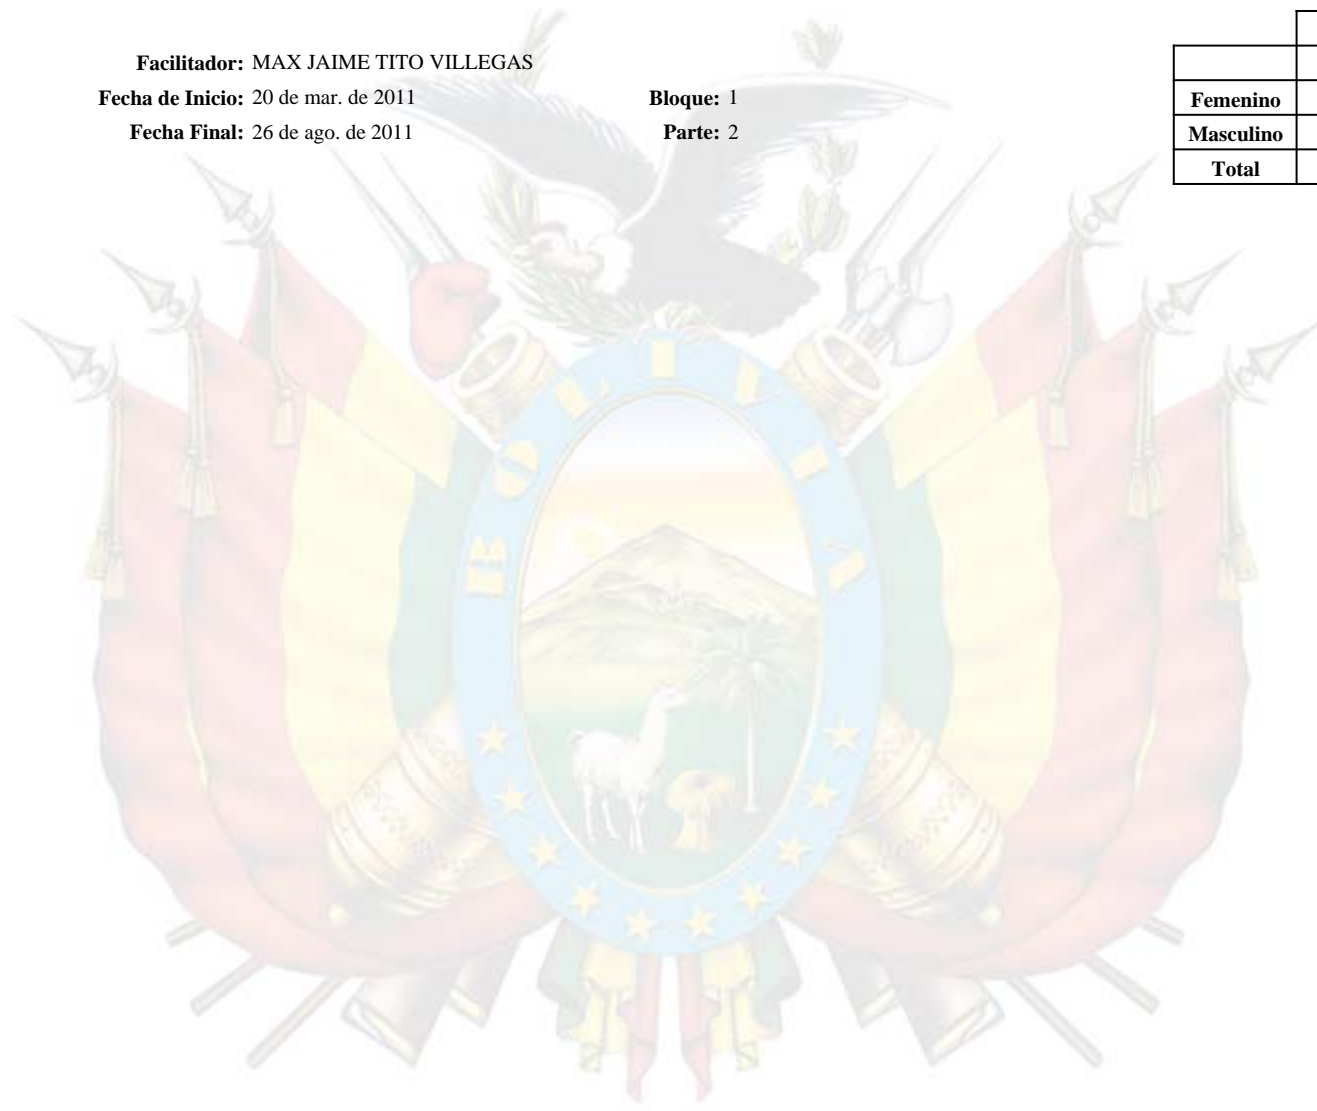 Facilitador: MAX JAIME TITO VILLEGAS
Fecha de Inicio: 20 de mar. de 2011 Bloque: 1
Fecha Final: 26 de ago. de 2011 Parte: 2
Femenino
Masculino
Total
BOLIVIA